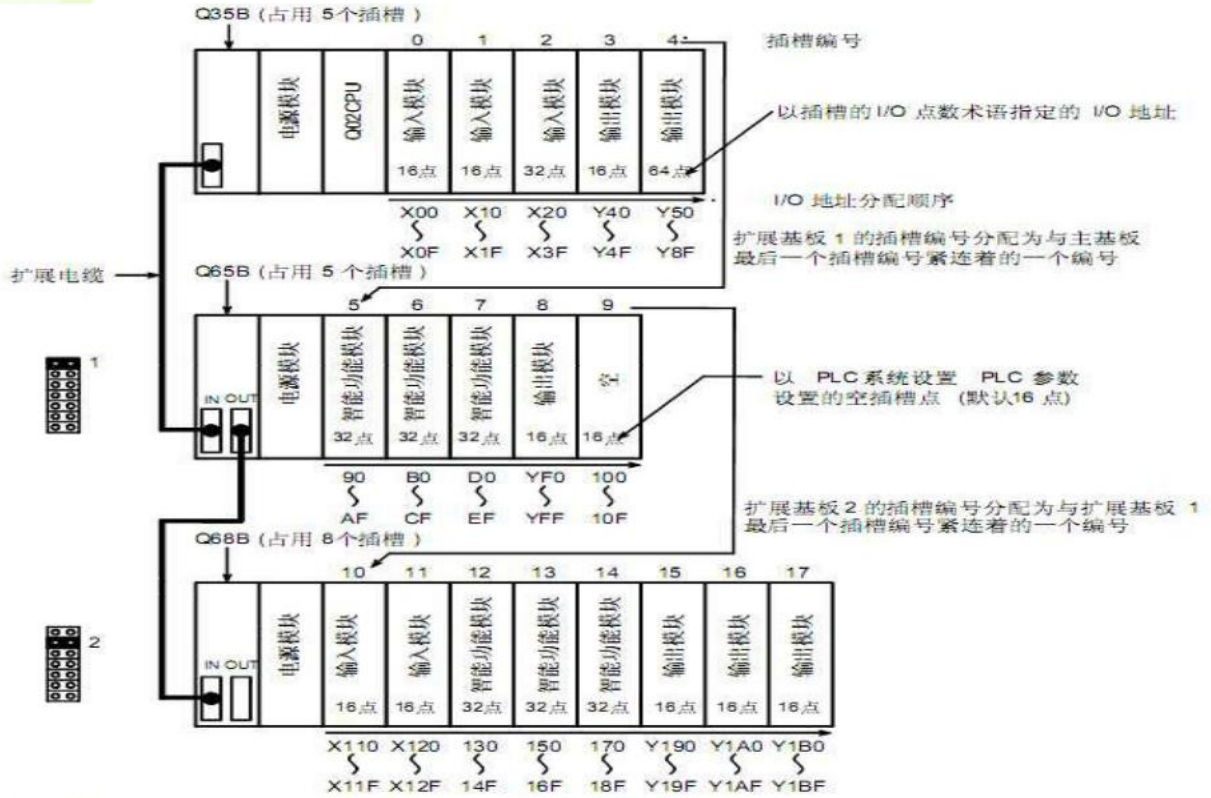 Q35B (占用 5个插槽 )
0 1 2 3 4
插槽编号
电源模块
Q02CPU
输入模块
输入模块
输入模块
输出模块
输出模块
16点 16点 32点 16点 64点
以插槽的 I/O 点数术语指定的 I/O 地址
I/O 地址分配顺序
X00 X10 X20 Y40 Y50
X0F X1F X3F Y4F Y8F
扩展基板 1 的插槽编号分配为与主基板
最后一个插槽编号紧连着的一个编号
扩展电缆
Q65B (占用 5 个插槽 )
5 6 7 8 9
1
IN OUT
电源模块
智能功能模块
智能功能模块
智能功能模块
输出模块
空
32点 32点 32点 16点 16点
以 PLC 系统设置 PLC 参数
设置的空插槽点 (默认16 点)
90 B0 D0 YF0 100
AF CF EF YFF 10F
扩展基板 2 的插槽编号分配为与扩展基板 1
最后一个插槽编号紧连着的一个编号
Q68B (占用 8个插槽 )
10 11 12 13 14 15 16 17
2
IN OUT
电源模块
输入模块
输入模块
智能功能模块
智能功能模块
智能功能模块
输出模块
输出模块
输出模块
16点 16点 32点 32点 32点 16点 16点 16点
X110 X120 130 150 170 Y190 Y1A0 Y1B0
X11F X12F 14F 16F 18F Y19F Y1AF Y1BF